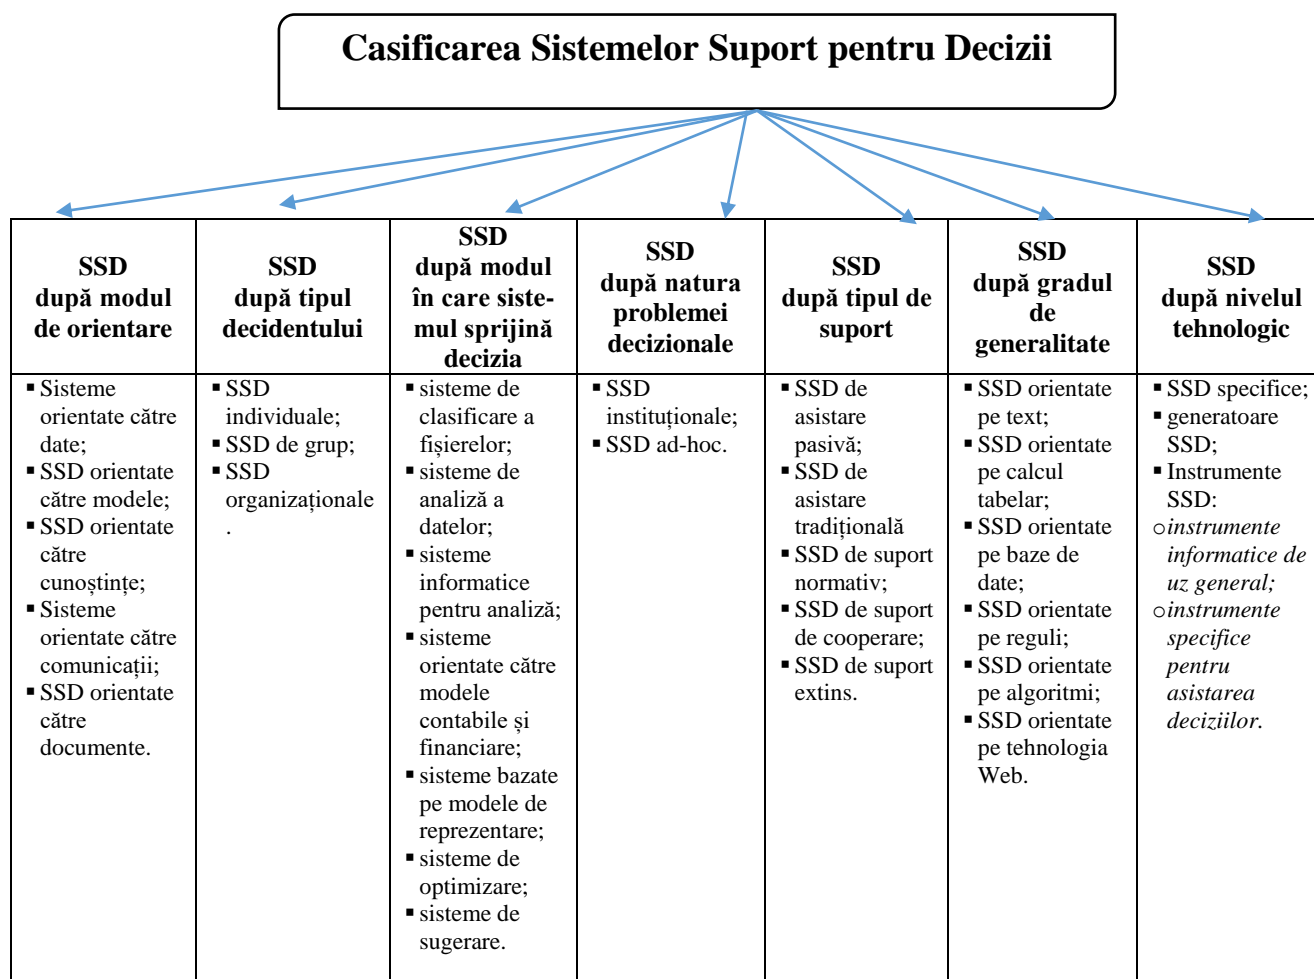 Casificarea Sistemelor Suport pentru Decizii
SSD
după modul
de orientare
SSD
după tipul
decidentului
SSD
după modul
în care siste-
mul sprijină
decizia
SSD
după natura
problemei
decizionale
SSD
după tipul de
suport
SSD
după gradul
de
generalitate
SSD
după nivelul
tehnologic
▪ Sisteme
orientate către
date;
▪ SSD orientate
către modele;
▪ SSD orientate
către
cunoștințe;
▪ Sisteme
orientate către
comunicații;
▪ SSD orientate
către
documente.
▪ SSD
individuale;
▪ SSD de grup;
▪ SSD
organizaționale
.
▪ sisteme de
clasificare a
fișierelor;
▪ sisteme de
analiză a
datelor;
▪ sisteme
informatice
pentru analiză;
▪ sisteme
orientate către
modele
contabile și
financiare;
▪ sisteme bazate
pe modele de
reprezentare;
▪ sisteme de
optimizare;
▪ sisteme de
sugerare.
▪ SSD
instituționale;
▪ SSD ad-hoc.
▪ SSD de
asistare
pasivă;
▪ SSD de
asistare
tradițională
▪ SSD de suport
normativ;
▪ SSD de suport
de cooperare;
▪ SSD de suport
extins.
▪ SSD orientate
pe text;
▪ SSD orientate
pe calcul
tabelar;
▪ SSD orientate
pe baze de
date;
▪ SSD orientate
pe reguli;
▪ SSD orientate
pe algoritmi;
▪ SSD orientate
pe tehnologia
Web.
▪ SSD specifice;
▪ generatoare
SSD;
▪ Instrumente
SSD:
o instrumente
informatice de
uz general;
o instrumente
specifice
pentru
asistarea
deciziilor.